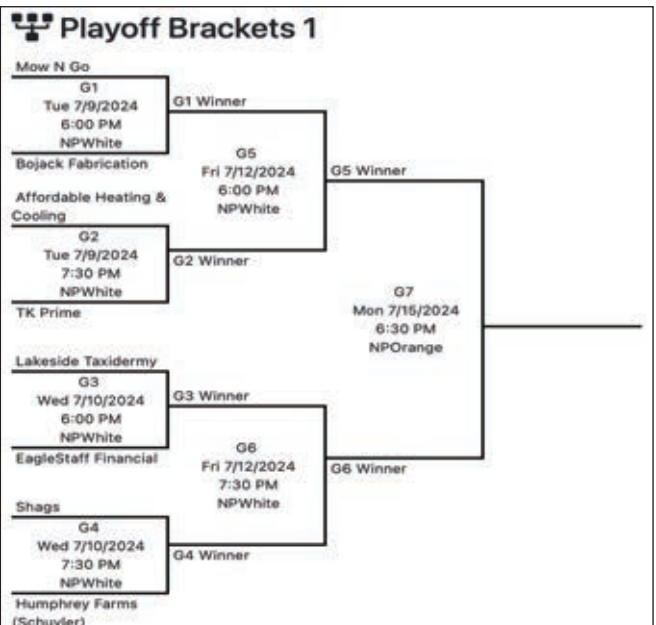 Playoff Brackets 1
Mow N Go
G1
Tue 7/9/2024
6:00 PM
NPWhite
Bojack Fabrication
G1 Winner
Affordable Heating &
Cooling
G2
Tue 7/9/2024
7:30 PM
NPWhite
TK Prime
G5
Fri 7/12/2024
6:00 PM
NPWhite
G2 Winner
G5 Winner
G7
Mon 7/15/2024
6:30 PM
NPOrange
Lakeside Taxidermy
G3
Wed 7/10/2024
6:00 PM
NPWhite
EagleStaff Financial
G3 Winner
G6
Fri 7/12/2024
7:30 PM
NPWhite
G6 Winner
Shags
G4
Wed 7/10/2024
7:30 PM
NPWhite
G4 Winner
Humphrey Farms
(Schuyler)